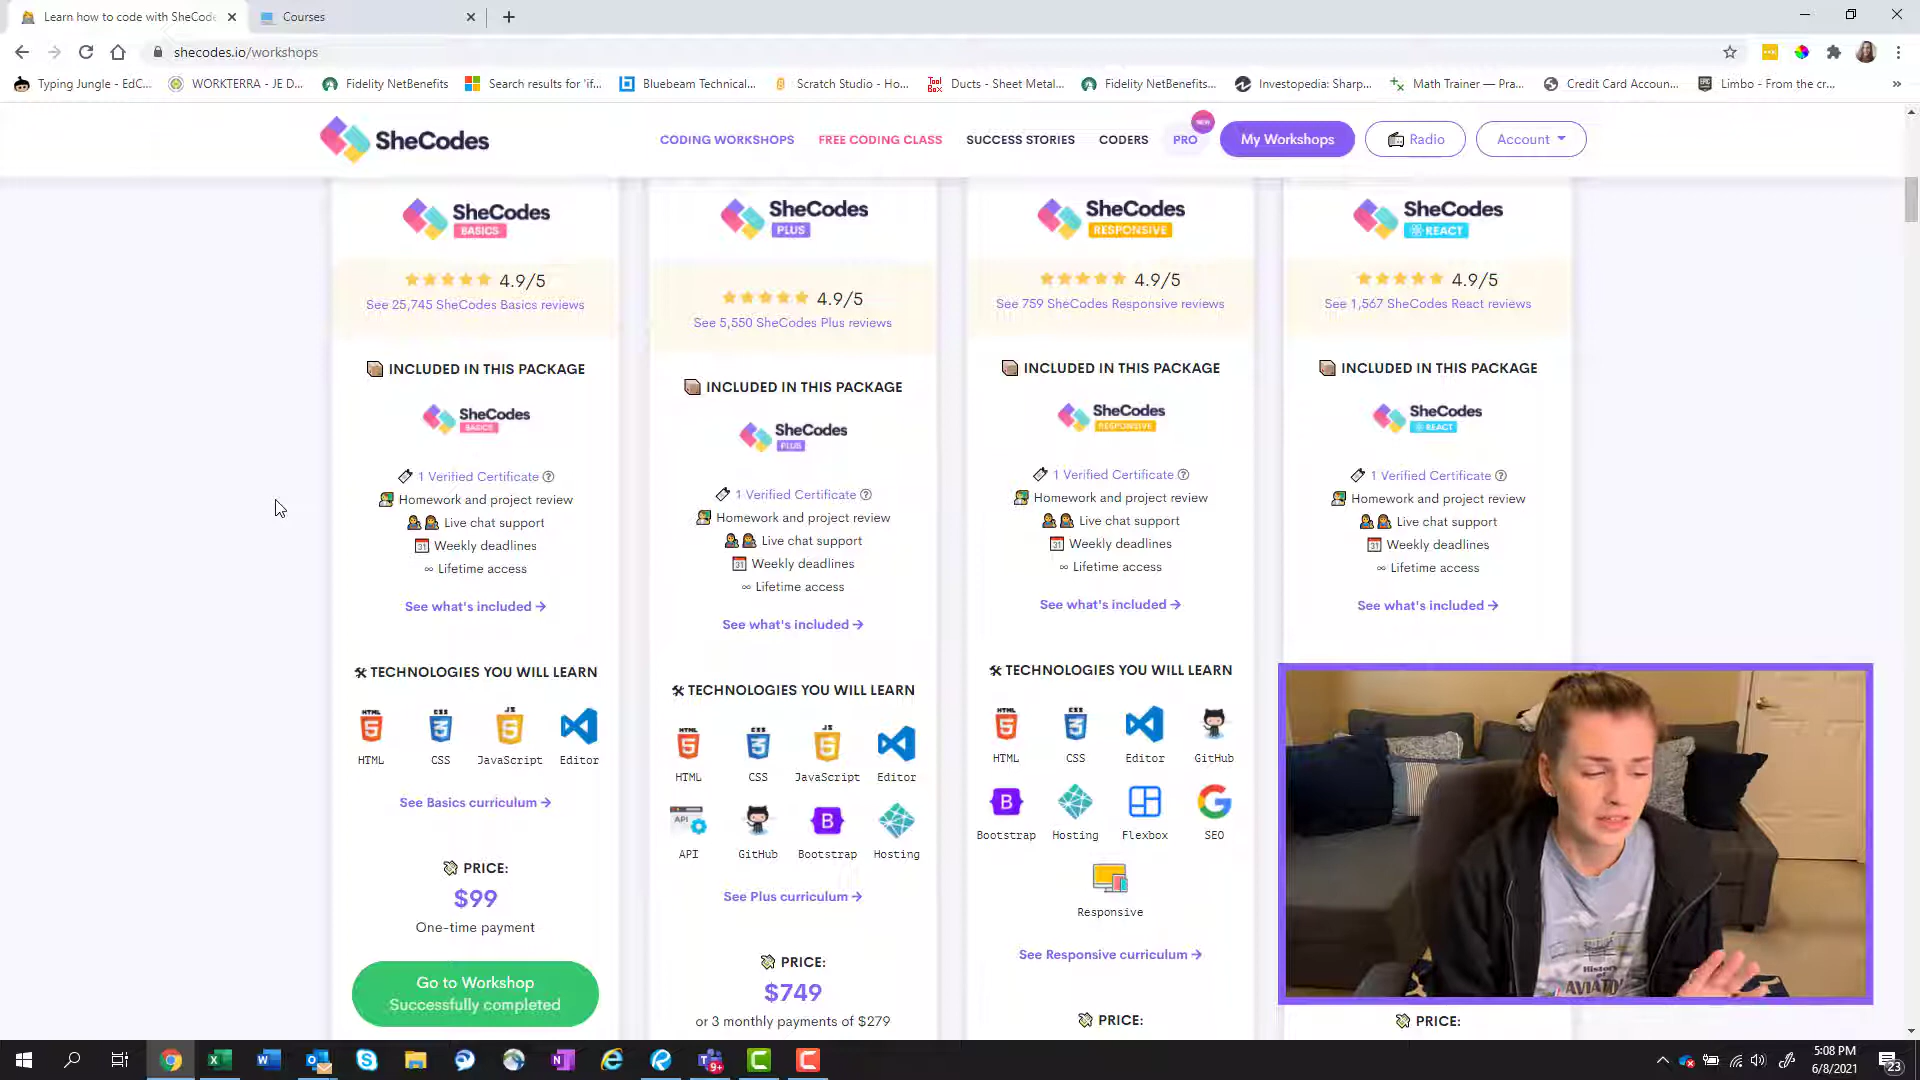 Learn how to code with SheCode
Courses
shecodes.io/workshops
Typing Jungle - EdC...
WORKTERRA - JE D...
Fidelity NetBenefits
Search results for 'if...
Bluebeam Technical...
Scratch Studio - Ho...
Ducts - Sheet Metal...
Fidelity NetBenefits...
Investopedia: Sharp...
Math Trainer — Pra...
Credit Card Accoun...
Limbo - From the cr...
SheCodes
CODING WORKSHOPS
FREE CODING CLASS
SUCCESS STORIES
CODERS
PRO
NEW
My Workshops
Radio
Account
SheCodes
BASICS
4.9/5
See 25,745 SheCodes Basics reviews
INCLUDED IN THIS PACKAGE
SheCodes
BASICS
1 Verified Certificate
Homework and project review
Live chat support
Weekly deadlines
∞ Lifetime access
See what's included →
TECHNOLOGIES YOU WILL LEARN
HTML CSS JavaScript Editor
See Basics curriculum →
PRICE:
$99
One-time payment
Go to Workshop
Successfully completed
SheCodes
PLUS
4.9/5
See 5,550 SheCodes Plus reviews
INCLUDED IN THIS PACKAGE
SheCodes
PLUS
1 Verified Certificate
Homework and project review
Live chat support
Weekly deadlines
∞ Lifetime access
See what's included →
TECHNOLOGIES YOU WILL LEARN
HTML CSS JavaScript Editor
API GitHub Bootstrap Hosting
See Plus curriculum →
PRICE:
$749
or 3 monthly payments of $279
SheCodes
RESPONSIVE
4.9/5
See 759 SheCodes Responsive reviews
INCLUDED IN THIS PACKAGE
SheCodes
RESPONSIVE
1 Verified Certificate
Homework and project review
Live chat support
Weekly deadlines
∞ Lifetime access
See what's included →
TECHNOLOGIES YOU WILL LEARN
HTML CSS Editor GitHub
Bootstrap Hosting Flexbox SEO
Responsive
See Responsive curriculum →
PRICE:
SheCodes
REACT
4.9/5
See 1,567 SheCodes React reviews
INCLUDED IN THIS PACKAGE
SheCodes
REACT
1 Verified Certificate
Homework and project review
Live chat support
Weekly deadlines
∞ Lifetime access
See what's included →
PRICE:
History of
AVIATION
5:08 PM
6/8/2021
23